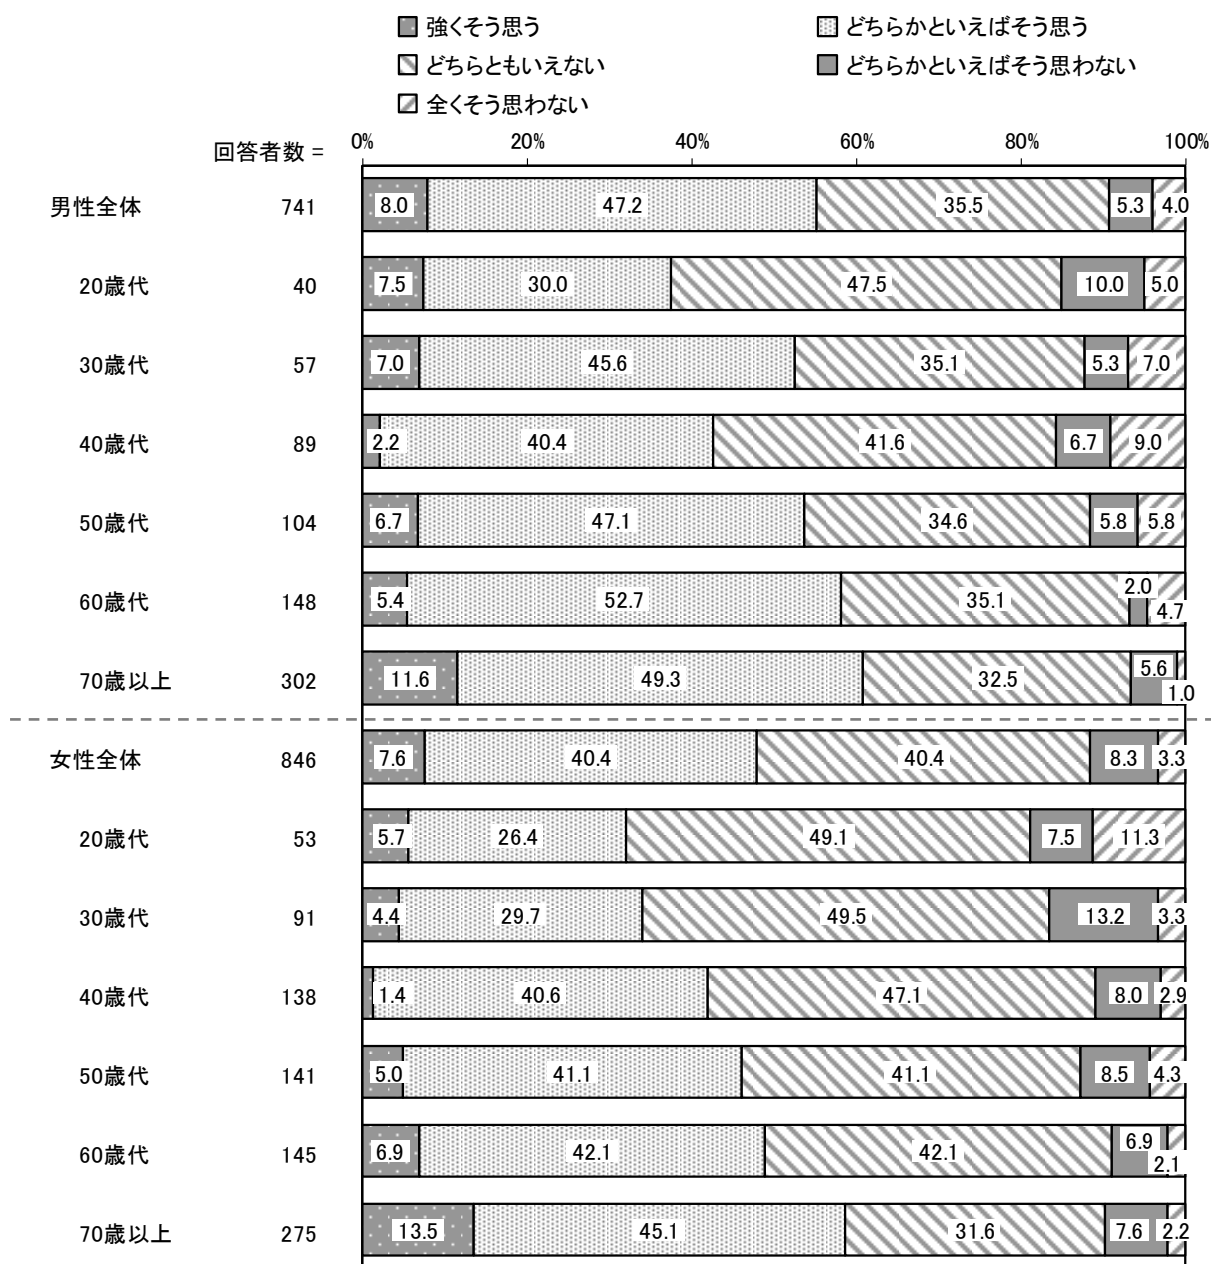 強くそう思う どちらかといえばそう思う
どちらともいえない どちらかといえばそう思わない
全くそう思わない
回答者数 = 0% 20% 40% 60% 80% 100%
男性全体 741 8.0 47.2 35.5 5.3 4.0
20歳代 40 7.5 30.0 47.5 10.0 5.0
30歳代 57 7.0 45.6 35.1 5.3 7.0
40歳代 89 2.2 40.4 41.6 6.7 9.0
50歳代 104 6.7 47.1 34.6 5.8 5.8
60歳代 148 5.4 52.7 35.1 2.0 4.7
70歳以上 302 11.6 49.3 32.5 5.6 1.0
女性全体 846 7.6 40.4 40.4 8.3 3.3
20歳代 53 5.7 26.4 49.1 7.5 11.3
30歳代 91 4.4 29.7 49.5 13.2 3.3
40歳代 138 1.4 40.6 47.1 8.0 2.9
50歳代 141 5.0 41.1 41.1 8.5 4.3
60歳代 145 6.9 42.1 42.1 6.9 2.1
70歳以上 275 13.5 45.1 31.6 7.6 2.2